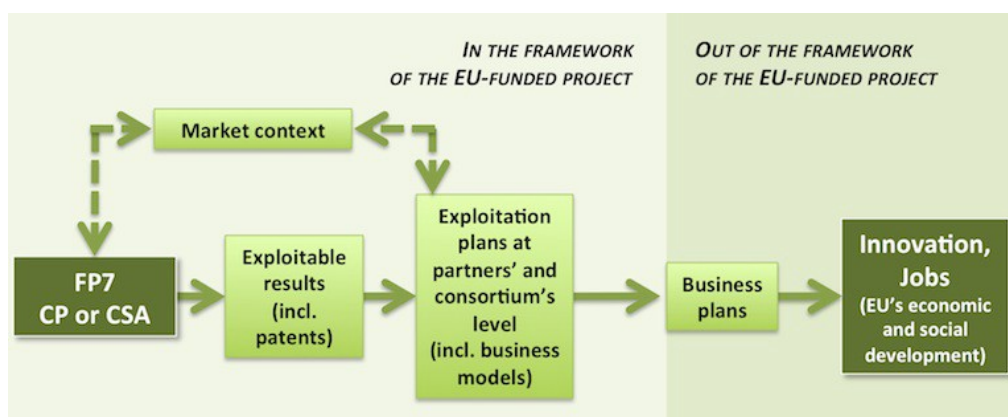 IN THE FRAMEWORK
OF THE EU-FUNDED PROJECT
OUT OF THE FRAMEWORK
OF THE EU-FUNDED PROJECT
Market context
FP7
CP or CSA
Exploitable
results
(incl.
patents)
Exploitation
plans at
partners’ and
consortium’s
level
(incl. business
models)
Business
plans
Innovation,
Jobs
(EU’s economic
and social
development)